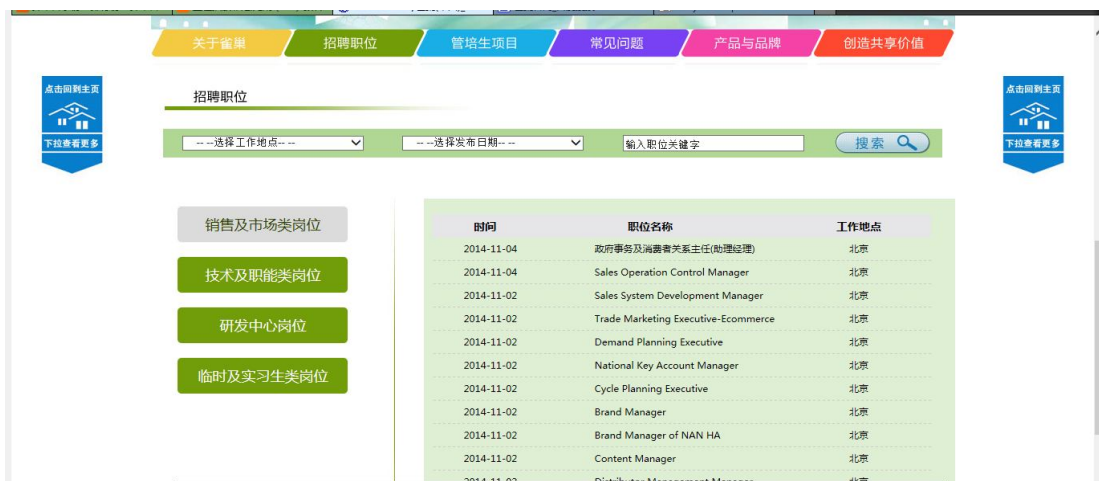 关于雀巢 招聘职位 管培生项目 常见问题 产品与品牌 创造共享价值
点击回到主页
下拉查看更多
点击回到主页
下拉查看更多
招聘职位
-- --选择工作地点-- -- -- --选择发布日期-- -- 输入职位关键字 搜索
销售及市场类岗位
技术及职能类岗位
研发中心岗位
临时及实习生类岗位
时间 职位名称 工作地点
2014-11-04 政府事务及消费者关系主任(助理经理) 北京
2014-11-04 Sales Operation Control Manager 北京
2014-11-02 Sales System Development Manager 北京
2014-11-02 Trade Marketing Executive-Ecommerce 北京
2014-11-02 Demand Planning Executive 北京
2014-11-02 National Key Account Manager 北京
2014-11-02 Cycle Planning Executive 北京
2014-11-02 Brand Manager 北京
2014-11-02 Brand Manager of NAN HA 北京
2014-11-02 Content Manager 北京
2014-11-02 Distributor Management Manager 北京